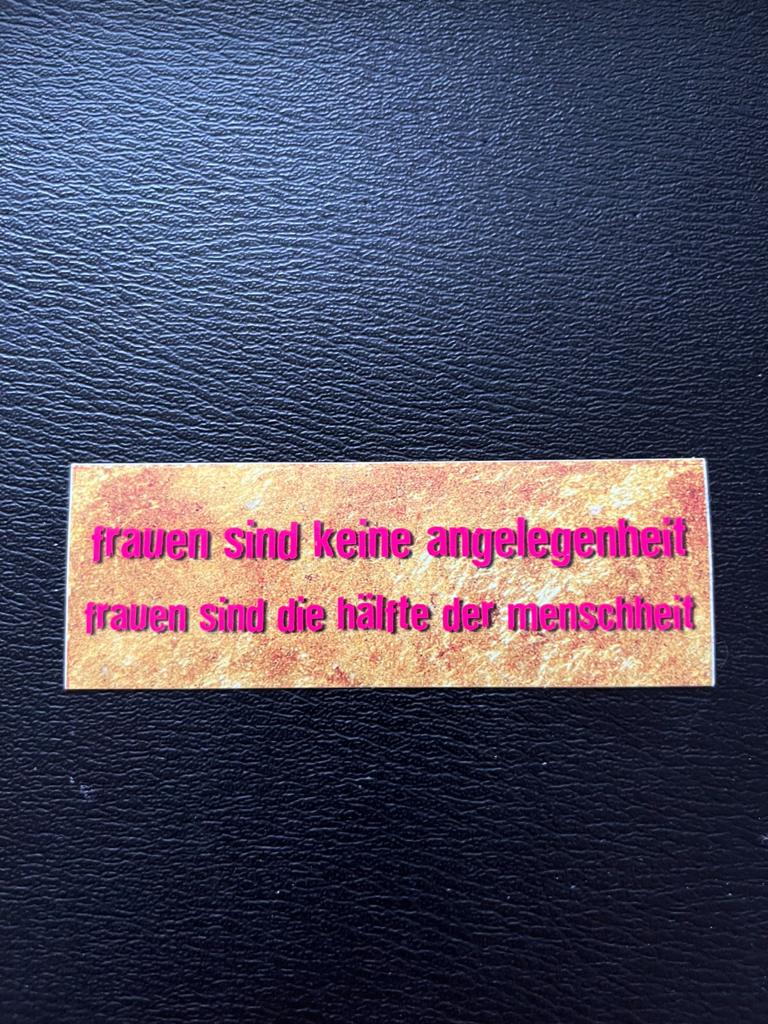 frauen sind keine angelegenheit
frauen sind die hälfte der menschheit